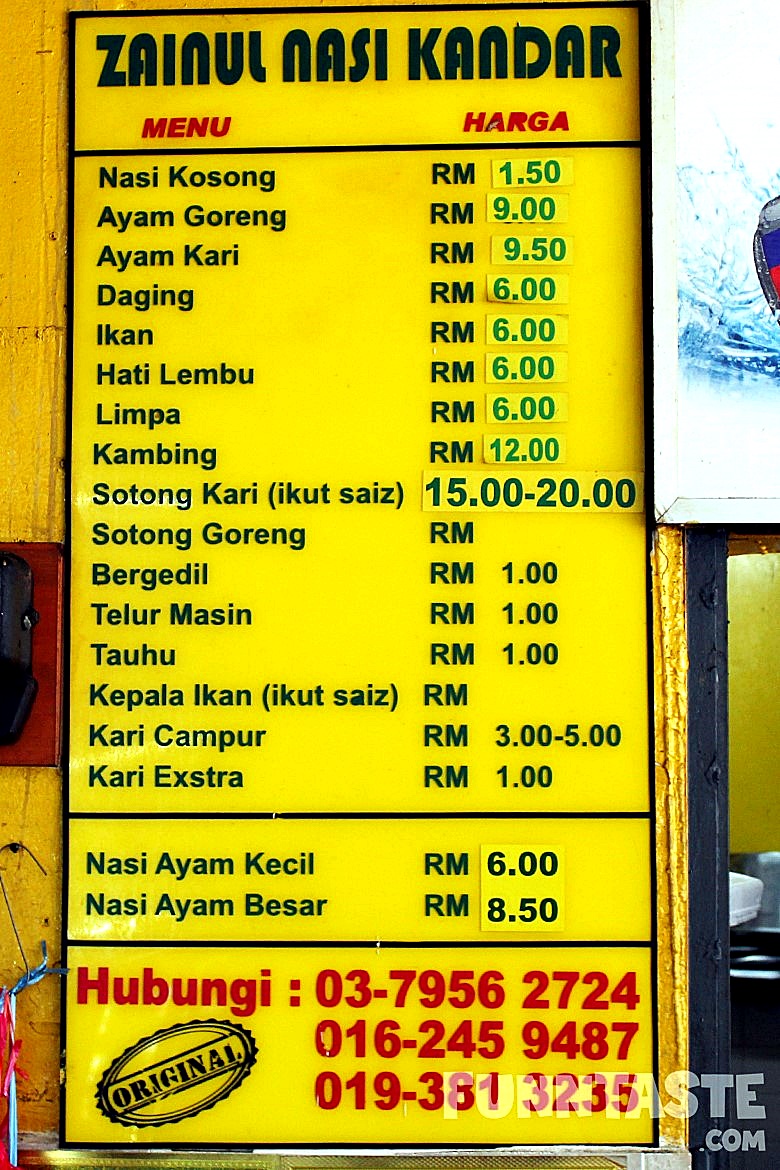 ZAINUL NASI KANDAR
MENU HARGA
Nasi Kosong RM 1.50
Ayam Goreng RM 9.00
Ayam Kari RM 9.50
Daging RM 6.00
Ikan RM 6.00
Hati Lembu RM 6.00
Limpa RM 6.00
Kambing RM 12.00
Sotong Kari (ikut saiz) 15.00-20.00
Sotong Goreng RM
Bergedil RM 1.00
Telur Masin RM 1.00
Tauhu RM 1.00
Kepala Ikan (ikut saiz) RM
Kari Campur RM 3.00-5.00
Kari Exstra RM 1.00
Nasi Ayam Kecil RM 6.00
Nasi Ayam Besar RM 8.50
Hubungi : 03-7956 2724
016-245 9487
019-381 3235
ORIGINAL
FUNNTASTE
.COM